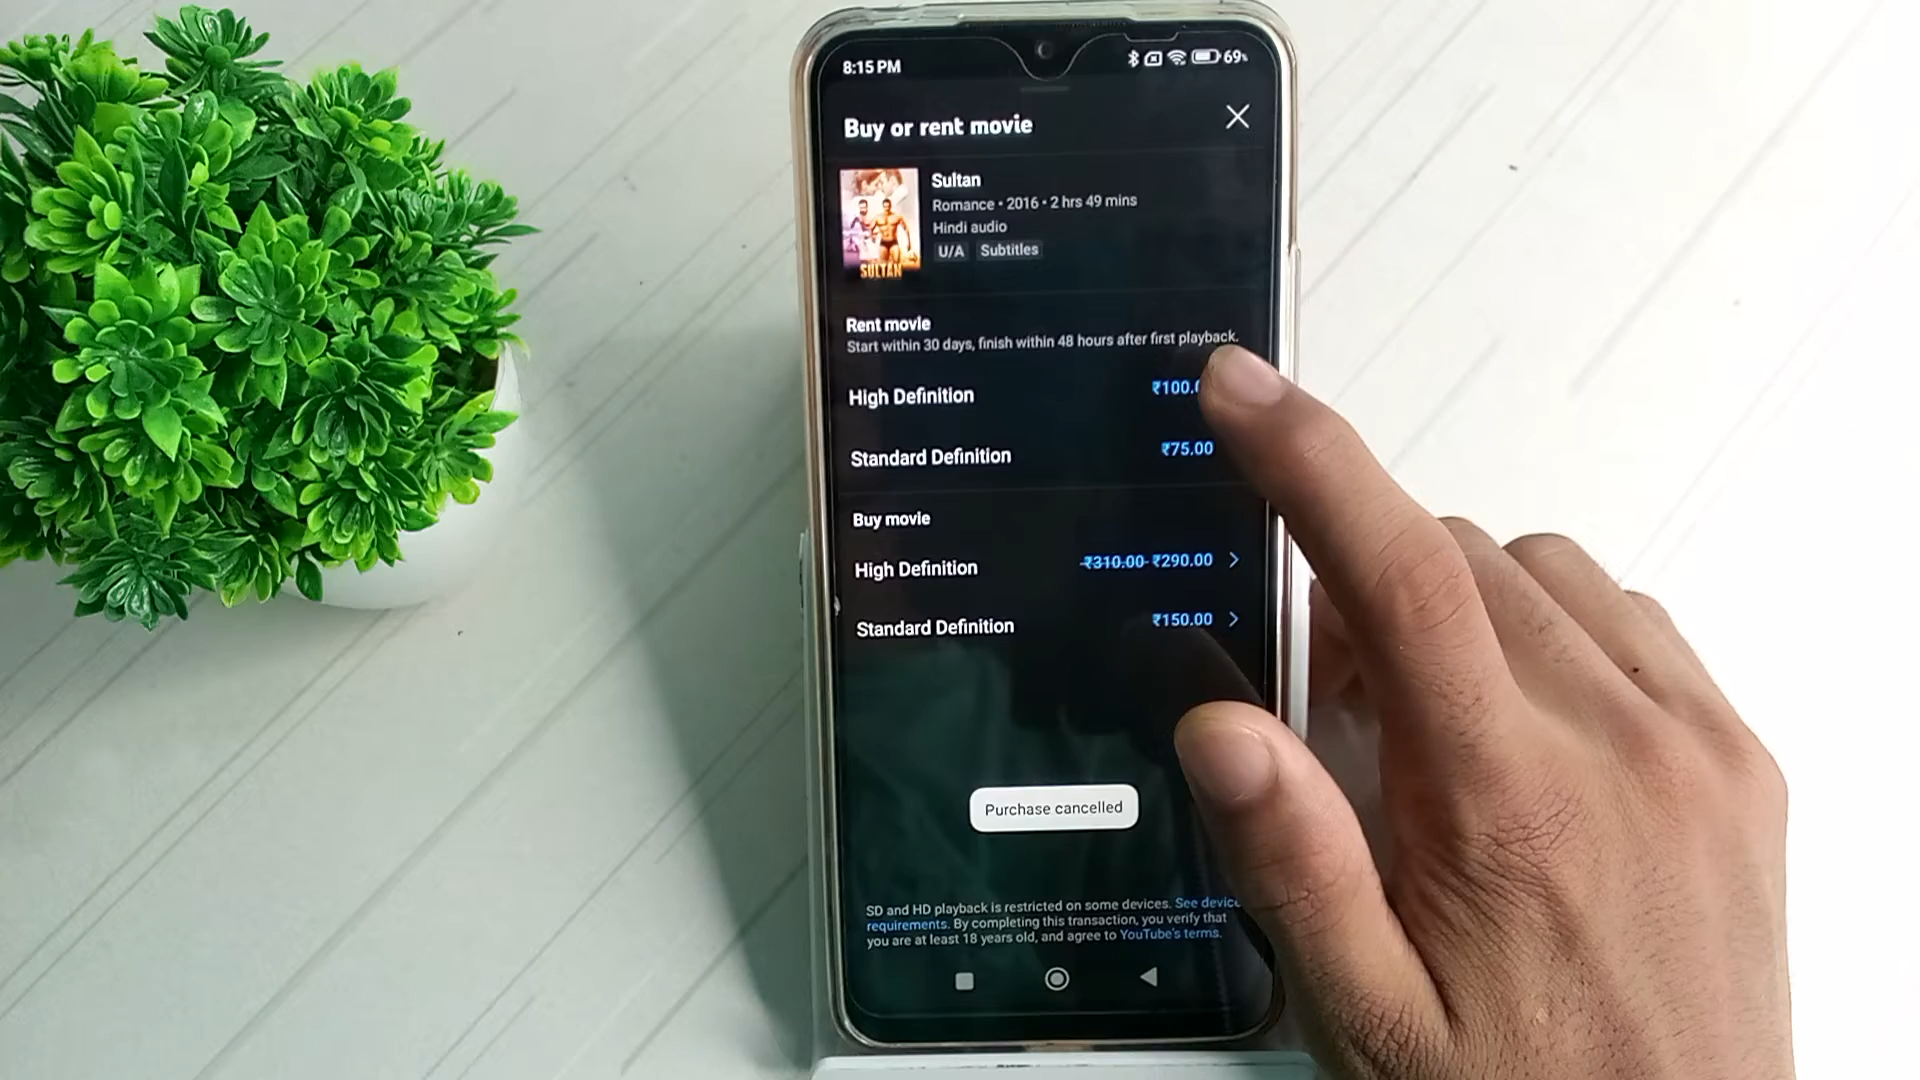 8:15 PM
69%
Buy or rent movie
Sultan
Romance • 2016 • 2 hrs 49 mins
Hindi audio
U/A Subtitles
SULTAN
Rent movie
Start within 30 days, finish within 48 hours after first playback.
High Definition ₹100.0
Standard Definition ₹75.00
Buy movie
High Definition ₹310.00 ₹290.00
Standard Definition ₹150.00
Purchase cancelled
SD and HD playback is restricted on some devices. See device
requirements. By completing this transaction, you verify that
you are at least 18 years old, and agree to YouTube's terms.